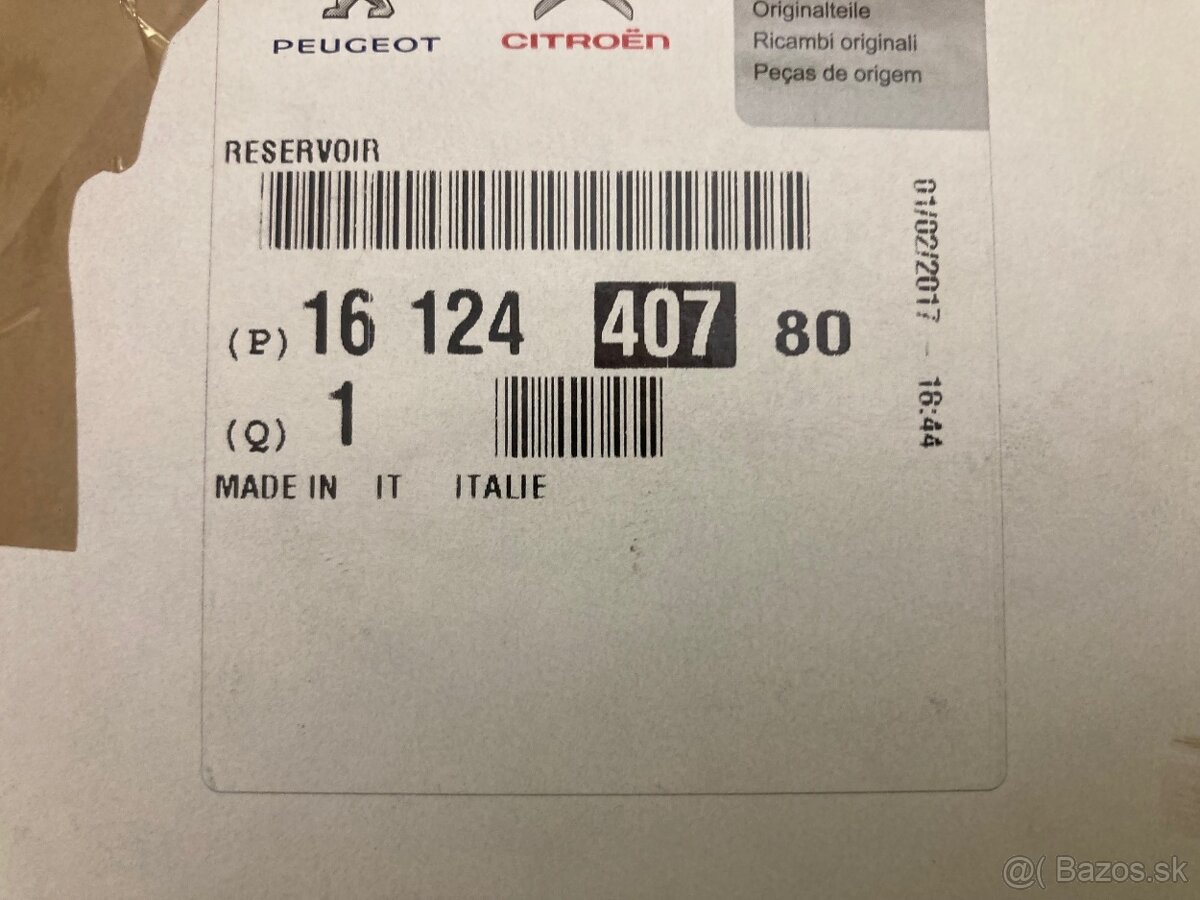 PEUGEOT CITROËN
Originalteile
Ricambi originali
Peças de origem
RESERVOIR
(P) 16 124 407 80
(Q) 1
MADE IN IT ITALIE
01/02/2017 - 16:44
@( Bazos.sk